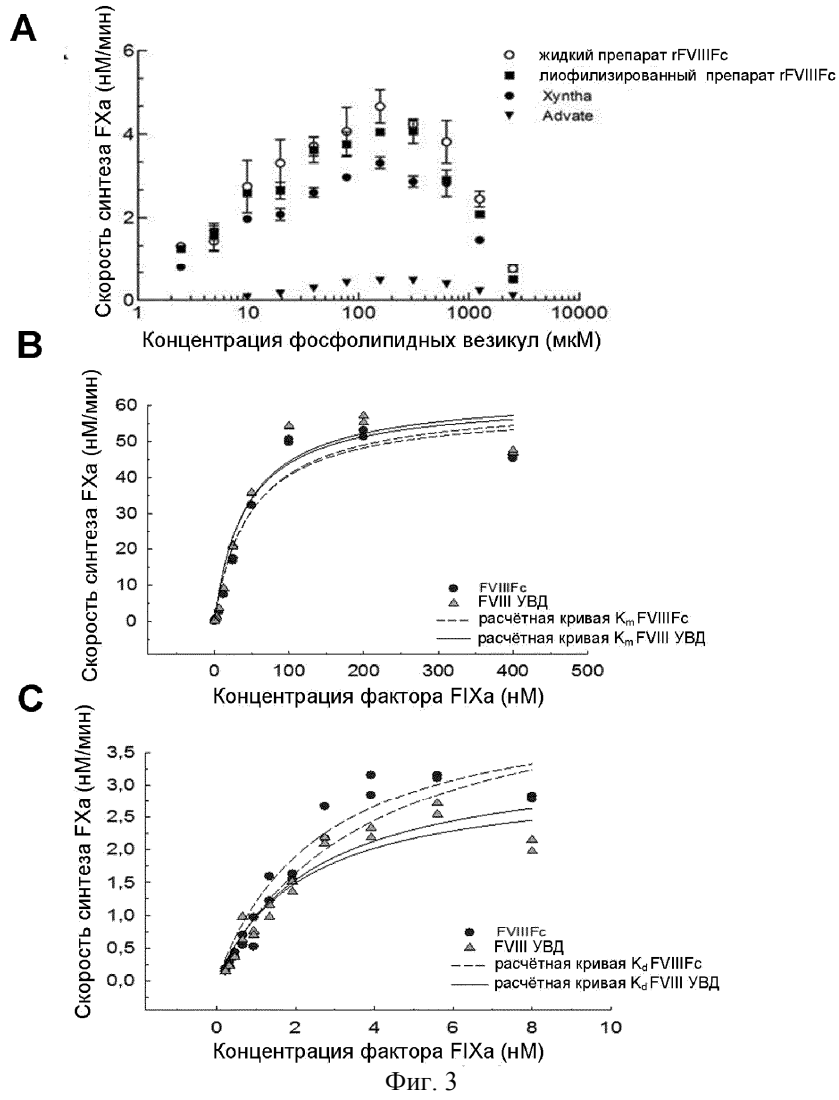 A
Скорость синтеза FXa (нМ/мин)
6
4
2
0
1
10
100
1000
10000
Концентрация фосфолипидных везикул (мкМ)
жидкий препарат rFVIIIFc
лиофилизированный препарат rFVIIIFc
Xyntha
Advate
B
Скорость синтеза FXa (нМ/мин)
60
50
40
30
20
10
0
0
100
200
300
400
500
Концентрация фактора FIXa (нМ)
FVIIIFc
FVIII УВД
расчётная кривая Km FVIIIFc
расчётная кривая Km FVIII УВД
C
Скорость синтеза FXa (нМ/мин)
3,5
3,0
2,5
2,0
1,5
1,0
0,5
0,0
0
2
4
6
8
10
Концентрация фактора FIXa (нМ)
FVIIIFc
FVIII УВД
расчётная кривая Kd FVIIIFc
расчётная кривая Kd FVIII УВД
Фиг. 3